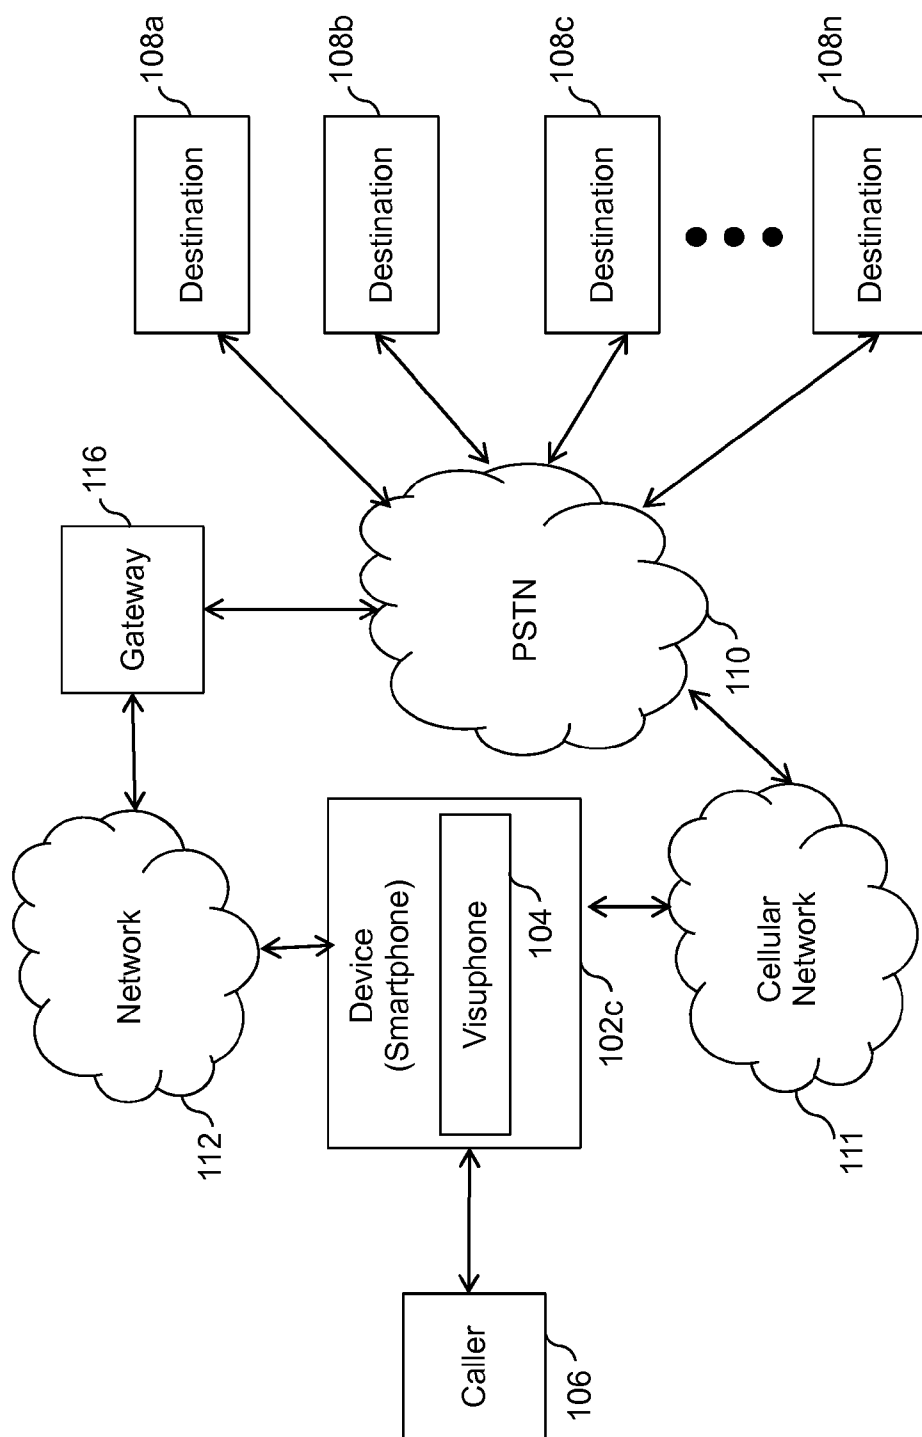 Caller
106
Network
112
Device
(Smartphone)
Visuphone
104
102c
Cellular
Network
111
Gateway
116
PSTN
110
Destination
108a
Destination
108b
Destination
108c
Destination
108n